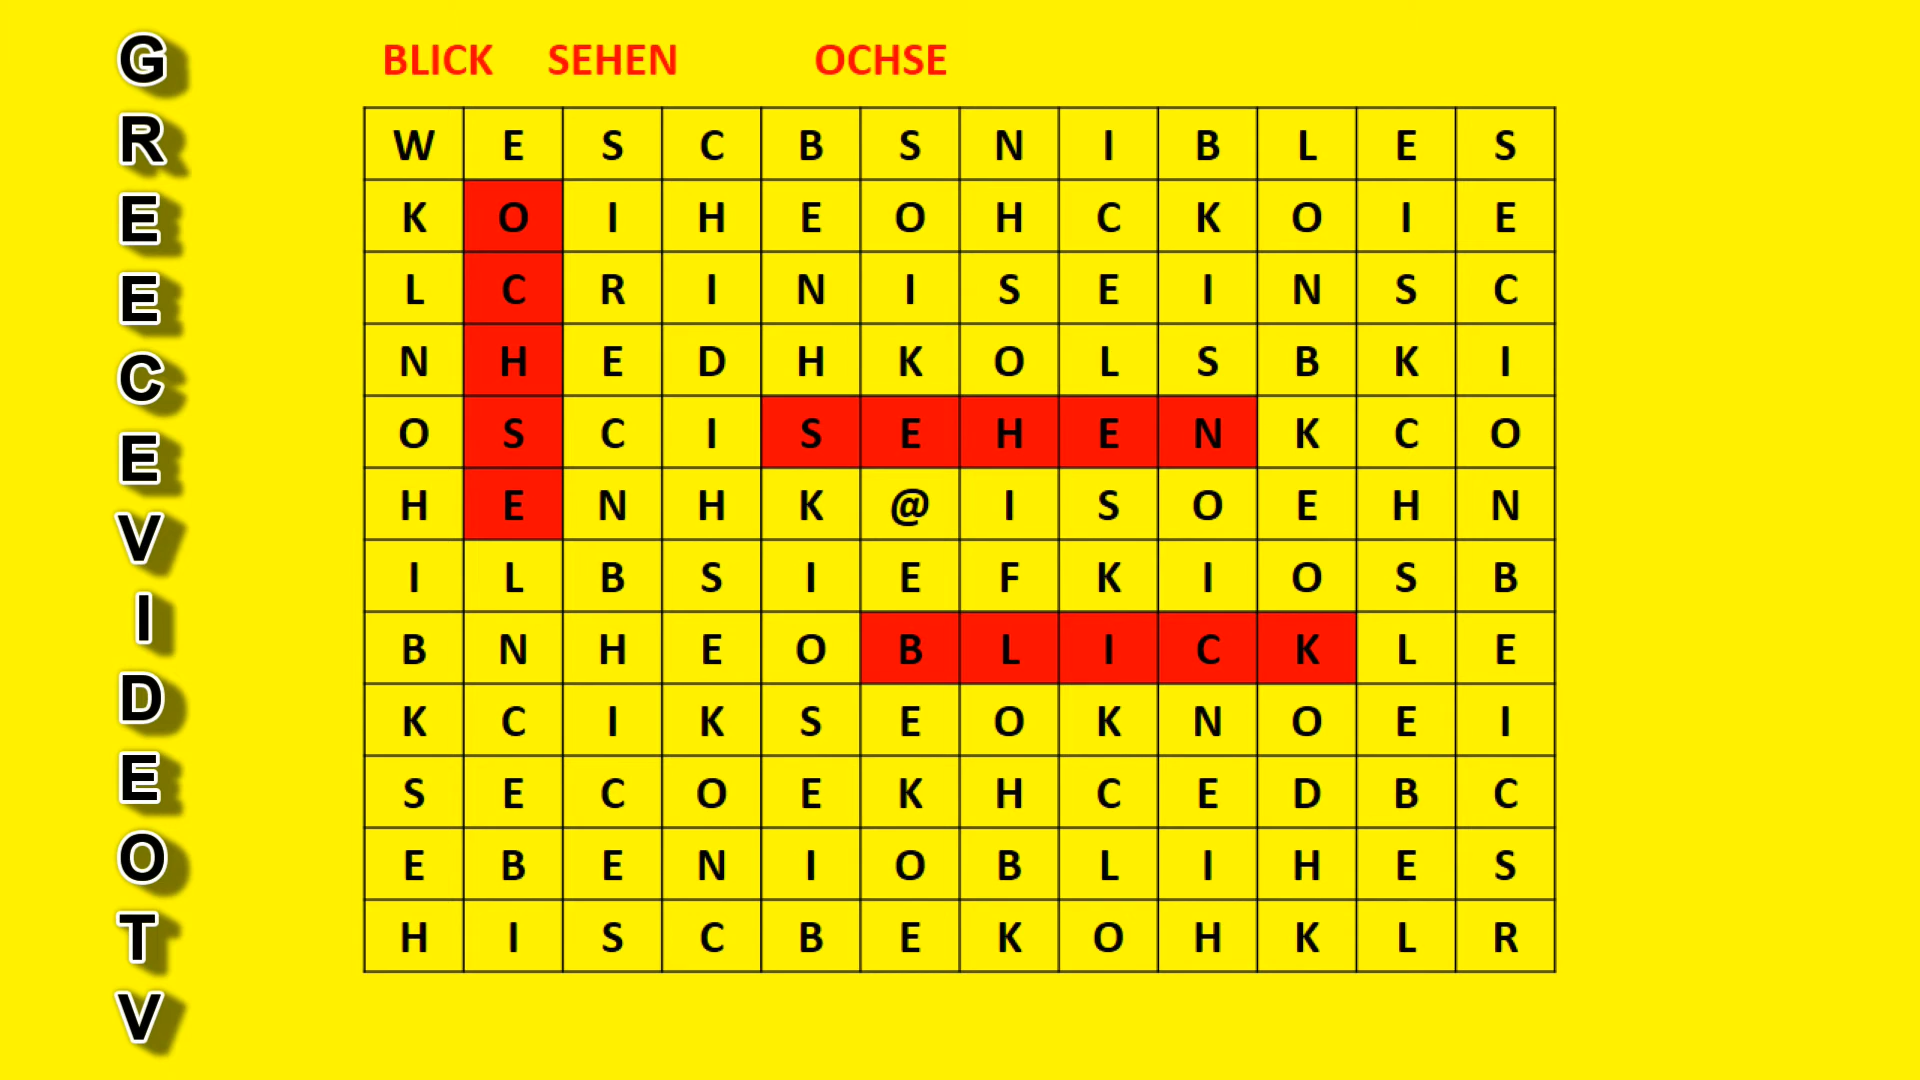 GREECEVIDEOTV
BLICK SEHEN OCHSE
W E S C B S N I B L E S
K O I H E O H C K O I E
L C R I N I S E I N S C
N H E D H K O L S B K I
O S C I S E H E N K C O
H E N H K @ I S O E H N
I L B S I E F K I O S B
B N H E O B L I C K L E
K C I K S E O K N O E I
S E C O E K H C E D B C
E B E N I O B L I H E S
H I S C B E K O H K L R